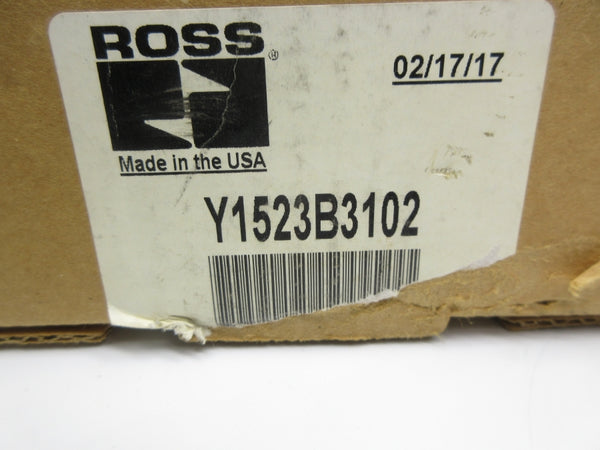 ROSS®
02/17/17
Made in the USA
Y1523B3102